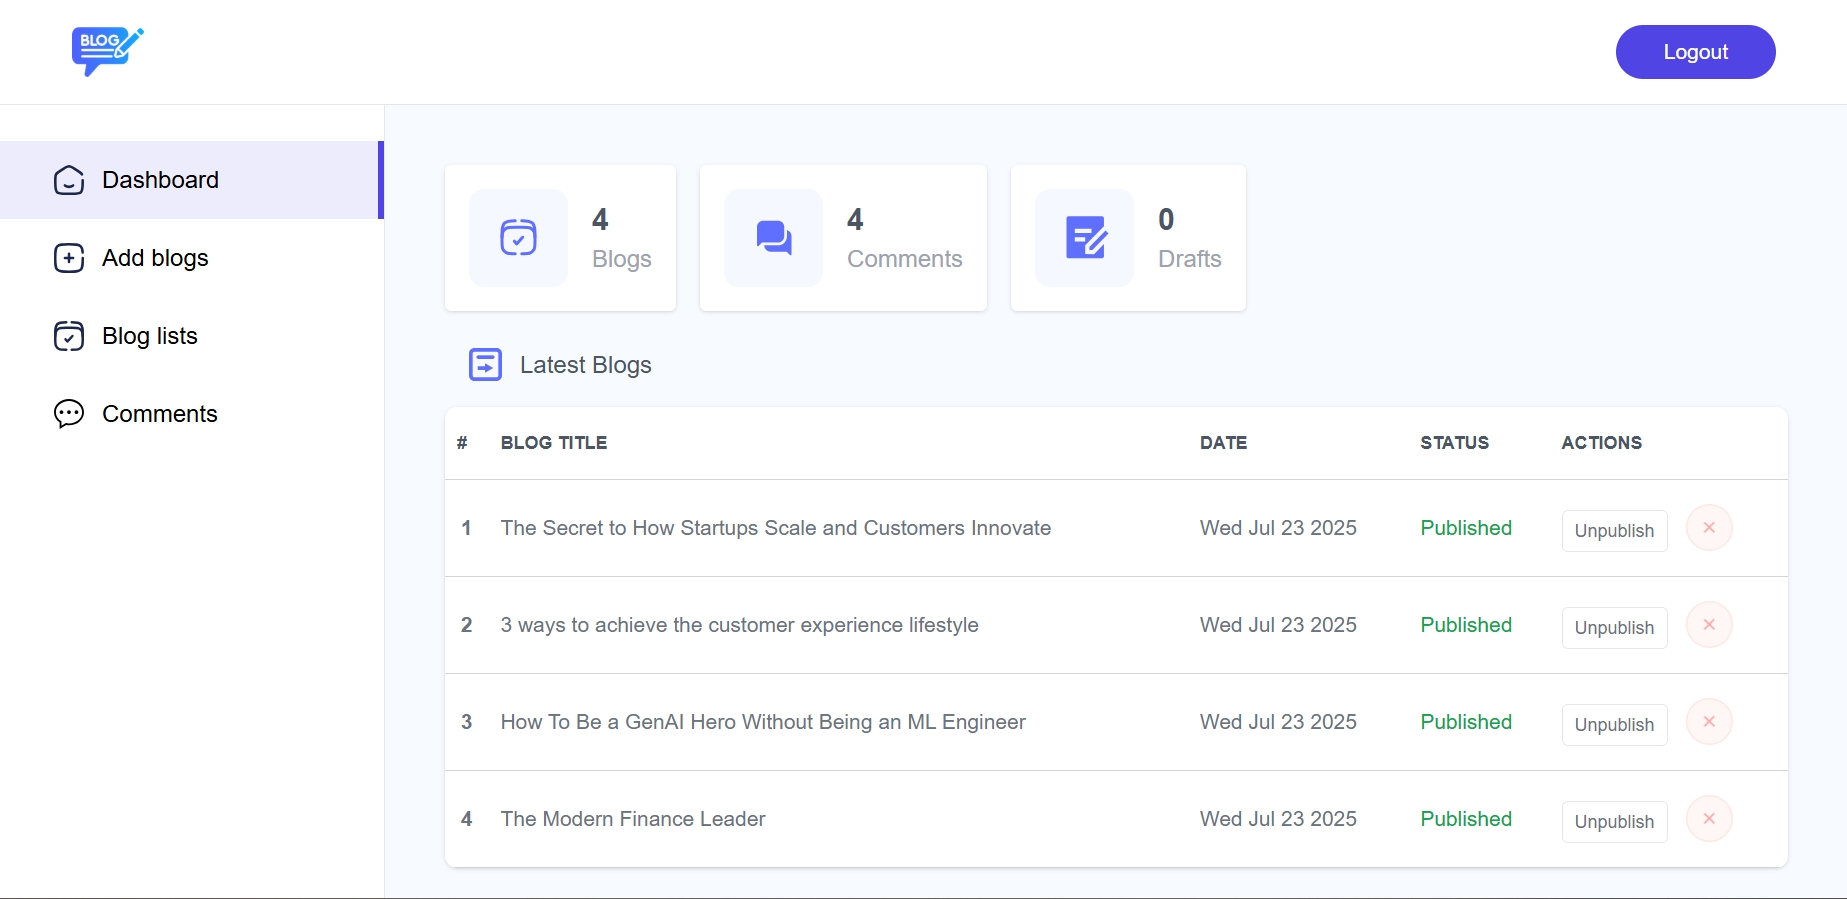 BLOG
Logout
Dashboard
Add blogs
Blog lists
Comments
4
Blogs
4
Comments
0
Drafts
Latest Blogs
# BLOG TITLE DATE STATUS ACTIONS
1 The Secret to How Startups Scale and Customers Innovate Wed Jul 23 2025 Published Unpublish
2 3 ways to achieve the customer experience lifestyle Wed Jul 23 2025 Published Unpublish
3 How To Be a GenAI Hero Without Being an ML Engineer Wed Jul 23 2025 Published Unpublish
4 The Modern Finance Leader Wed Jul 23 2025 Published Unpublish